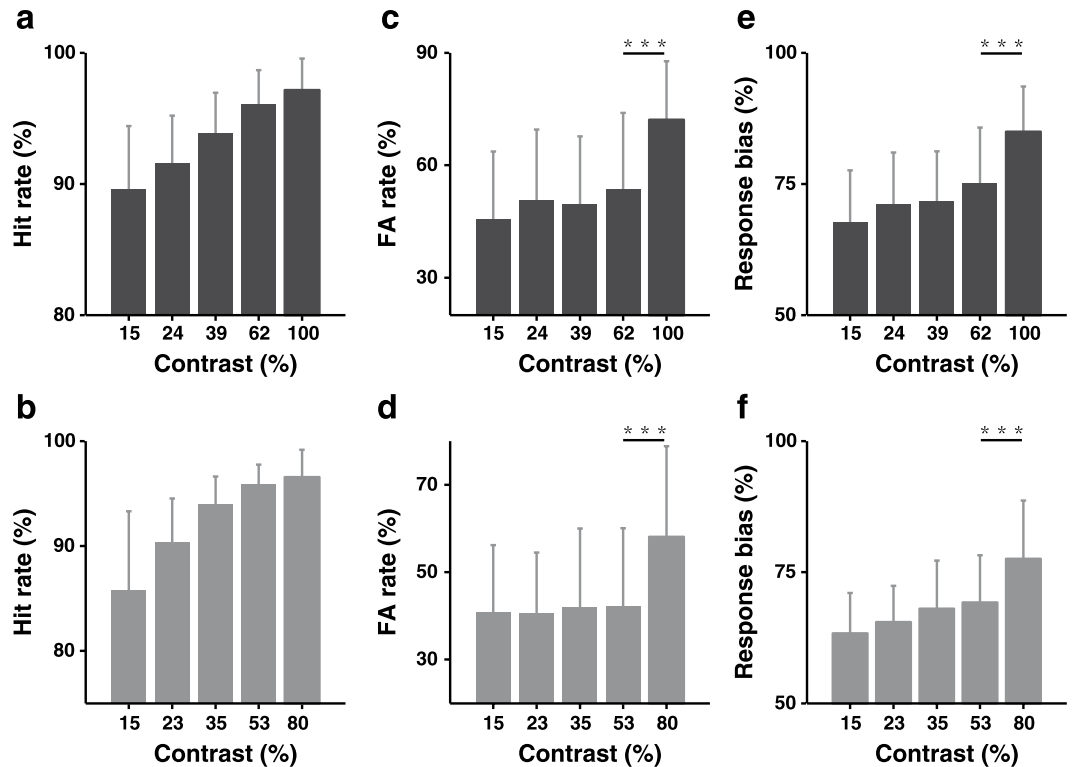 a
Hit rate (%)
100
90
80
15 24 39 62 100
Contrast (%)
c
FA rate (%)
90
60
30
* * *
15 24 39 62 100
Contrast (%)
e
Response bias (%)
100
75
50
* * *
15 24 39 62 100
Contrast (%)
b
Hit rate (%)
100
90
80
15 23 35 53 80
Contrast (%)
d
FA rate (%)
70
50
30
* * *
15 23 35 53 80
Contrast (%)
f
Response bias (%)
100
75
50
* * *
15 23 35 53 80
Contrast (%)